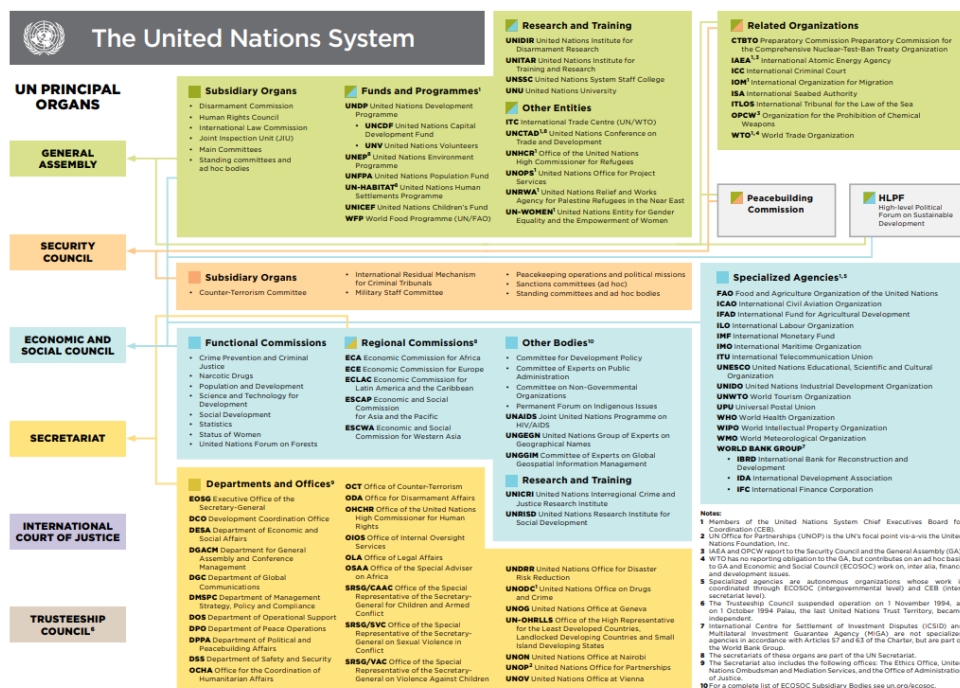 The United Nations System
UN PRINCIPAL
ORGANS
GENERAL
ASSEMBLY
SECURITY
COUNCIL
ECONOMIC AND
SOCIAL COUNCIL
SECRETARIAT
INTERNATIONAL
COURT OF JUSTICE
TRUSTEESHIP
COUNCIL⁶
Subsidiary Organs
• Disarmament Commission
• Human Rights Council
• International Law Commission
• Joint Inspection Unit (JIU)
• Main Committees
• Standing committees and
ad hoc bodies
Funds and Programmes¹
UNDP United Nations Development
Programme
• UNCDF United Nations Capital
Development Fund
• UNV United Nations Volunteers
UNEP⁸ United Nations Environment
Programme
UNFPA United Nations Population Fund
UN-HABITAT⁸ United Nations Human
Settlements Programme
UNICEF United Nations Children's Fund
WFP World Food Programme (UN/FAO)
Research and Training
UNIDIR United Nations Institute for
Disarmament Research
UNITAR United Nations Institute for
Training and Research
UNSSC United Nations System Staff College
UNU United Nations University
Other Entities
ITC International Trade Centre (UN/WTO)
UNCTAD¹,⁸ United Nations Conference on
Trade and Development
UNHCR¹ Office of the United Nations
High Commissioner for Refugees
UNOPS¹ United Nations Office for Project
Services
UNRWA¹ United Nations Relief and Works
Agency for Palestine Refugees in the Near East
UN-WOMEN¹ United Nations Entity for Gender
Equality and the Empowerment of Women
Related Organizations
CTBTO Preparatory Commission Preparatory Commission for
the Comprehensive Nuclear-Test-Ban Treaty Organization
IAEA¹,³ International Atomic Energy Agency
ICC International Criminal Court
IOM¹ International Organization for Migration
ISA International Seabed Authority
ITLOS International Tribunal for the Law of the Sea
OPCW³ Organization for the Prohibition of Chemical
Weapons
WTO¹,⁴ World Trade Organization
Peacebuilding
Commission
HLPF
High-level Political
Forum on Sustainable
Development
Subsidiary Organs
• Counter-Terrorism Committee
• International Residual Mechanism
for Criminal Tribunals
• Military Staff Committee
• Peacekeeping operations and political missions
• Sanctions committees (ad hoc)
• Standing committees and ad hoc bodies
Functional Commissions
• Crime Prevention and Criminal
Justice
• Narcotic Drugs
• Population and Development
• Science and Technology for
Development
• Social Development
• Statistics
• Status of Women
• United Nations Forum on Forests
Regional Commissions⁸
ECA Economic Commission for Africa
ECE Economic Commission for Europe
ECLAC Economic Commission for
Latin America and the Caribbean
ESCAP Economic and Social
Commission
for Asia and the Pacific
ESCWA Economic and Social
Commission for Western Asia
Other Bodies¹⁰
• Committee for Development Policy
• Committee of Experts on Public
Administration
• Committee on Non-Governmental
Organizations
• Permanent Forum on Indigenous Issues
UNAIDS Joint United Nations Programme on
HIV/AIDS
UNGEGN United Nations Group of Experts on
Geographical Names
UNGGIM Committee of Experts on Global
Geospatial Information Management
Research and Training
UNICRI United Nations Interregional Crime and
Justice Research Institute
UNRISD United Nations Research Institute for
Social Development
Specialized Agencies¹,⁵
FAO Food and Agriculture Organization of the United Nations
ICAO International Civil Aviation Organization
IFAD International Fund for Agricultural Development
ILO International Labour Organization
IMF International Monetary Fund
IMO International Maritime Organization
ITU International Telecommunication Union
UNESCO United Nations Educational, Scientific and Cultural
Organization
UNIDO United Nations Industrial Development Organization
UNWTO World Tourism Organization
UPU Universal Postal Union
WHO World Health Organization
WIPO World Intellectual Property Organization
WMO World Meteorological Organization
WORLD BANK GROUP⁷
• IBRD International Bank for Reconstruction and
Development
• IDA International Development Association
• IFC International Finance Corporation
Departments and Offices⁹
EOSG Executive Office of the
Secretary-General
DCO Development Coordination Office
DESA Department of Economic and
Social Affairs
DGACM Department for General
Assembly and Conference
Management
DGC Department of Global
Communications
DMSPC Department of Management
Strategy, Policy and Compliance
DOS Department of Operational Support
DPO Department of Peace Operations
DPPA Department of Political and
Peacebuilding Affairs
DSS Department of Safety and Security
OCHA Office for the Coordination of
Humanitarian Affairs
OCT Office of Counter-Terrorism
ODA Office for Disarmament Affairs
OHCHR Office of the United Nations
High Commissioner for Human
Rights
OIOS Office of Internal Oversight
Services
OLA Office of Legal Affairs
OSAA Office of the Special Adviser
on Africa
SRSG/CAAC Office of the Special
Representative of the Secretary-
General for Children and Armed
Conflict
SRSG/SVC Office of the Special
Representative of the Secretary-
General on Sexual Violence in
Conflict
SRSG/VAC Office of the Special
Representative of the Secretary-
General on Violence Against Children
UNDRR United Nations Office for Disaster
Risk Reduction
UNODC¹ United Nations Office on Drugs
and Crime
UNOG United Nations Office at Geneva
UN-OHRLLS Office of the High Representative
for the Least Developed Countries,
Landlocked Developing Countries and Small
Island Developing States
UNON United Nations Office at Nairobi
UNOP² United Nations Office for Partnerships
UNOV United Nations Office at Vienna
Notes:
1 Members of the United Nations System Chief Executives Board fo
Coordination (CEB).
2 UN Office for Partnerships (UNOP) is the UN's focal point vis-a-vis the United
Nations Foundation, Inc.
3 IAEA and OPCW report to the Security Council and the General Assembly (GA)
4 WTO has no reporting obligation to the GA, but contributes on an ad hoc basi
to GA and Economic and Social Council (ECOSOC) work on, inter alia, financ
and development issues.
5 Specialized agencies are autonomous organizations whose work i
coordinated through ECOSOC (intergovernmental level) and CEB (inter
secretariat level).
6 The Trusteeship Council suspended operation on 1 November 1994, a
on 1 October 1994 Palau, the last United Nations Trust Territory, becam
independent.
7 International Centre for Settlement of Investment Disputes (ICSID) an
Multilateral Investment Guarantee Agency (MIGA) are not specialize
agencies in accordance with Articles 57 and 63 of the Charter, but are part o
the World Bank Group.
8 The secretariats of these organs are part of the UN Secretariat.
9 The Secretariat also includes the following offices: The Ethics Office, Unite
Nations Ombudsman and Mediation Services, and the Office of Administration
of Justice.
10 For a complete list of ECOSOC Subsidiary Bodies see un.org/ecosoc.